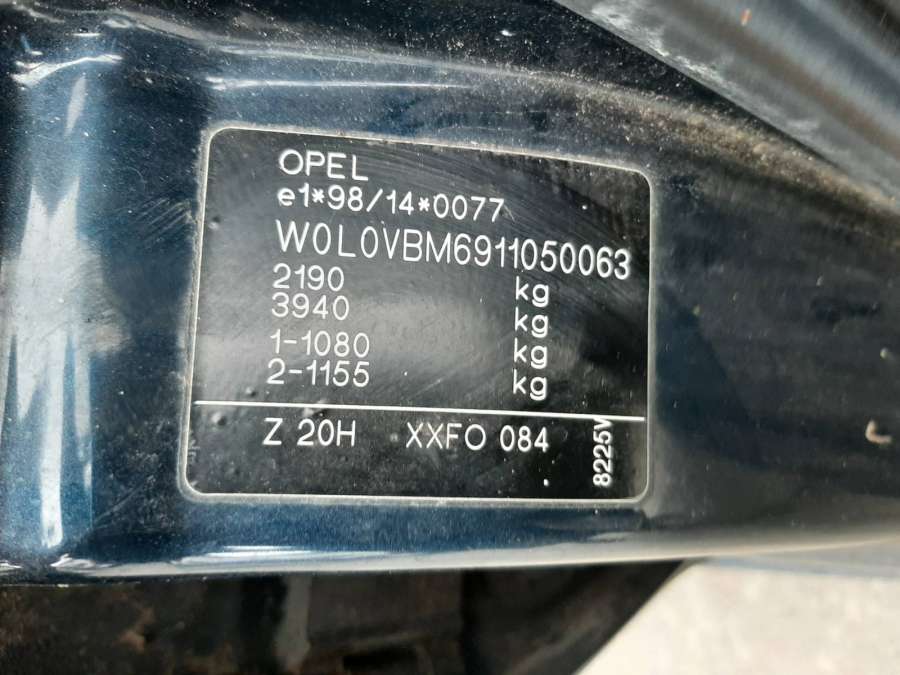 OPEL
e1*98/14*0077
W0L0VBM6911050063
2190 kg
3940 kg
1-1080 kg
2-1155 kg
Z 20H XXFO 084
8225W